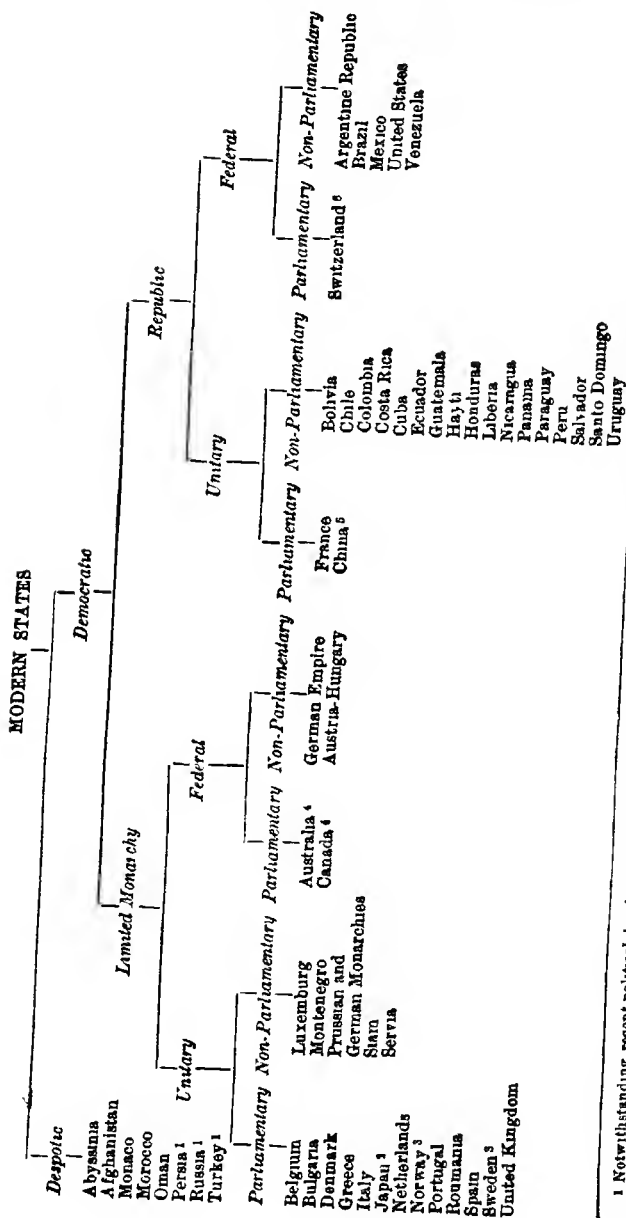 MODERN STATES
Despotic
Democratic
Abyssinia
Afghanistan
Monaco
Morocco
Oman
Persia 1
Russia 1
Turkey 1
Limited Monarchy
Republic
Unitary
Federal
Unitary
Federal
Parliamentary Non-Parliamentary Parliamentary Non-Parliamentary Parliamentary Non-Parliamentary Parliamentary Non-Parliamentary
Belgium
Bulgaria
Denmark
Greece
Italy
Japan 2
Netherlands
Norway 3
Portugal
Roumania
Spain
Sweden 3
United Kingdom
Luxemburg
Montenegro
Prussian and
German Monarchies
Siam
Servia
Australia 4
Canada 4
German Empire
Austria-Hungary
France
China 5
Bolivia
Chile
Colombia
Costa Rica
Cuba
Ecuador
Guatemala
Hayti
Honduras
Liberia
Nicaragua
Panama
Paraguay
Peru
Salvador
Santo Domingo
Uruguay
Switzerland 6
Argentine Republic
Brazil
Mexico
United States
Venezuela
1 Notwithstanding recent political